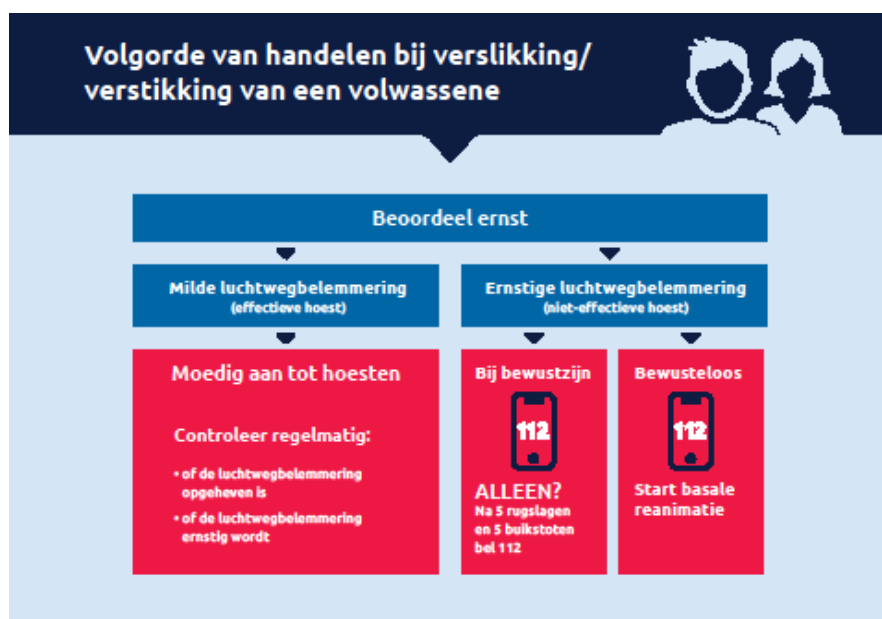 Volgorde van handelen bij verslikking/
verstikking van een volwassene
Beoordeel ernst
Milde luchtwegbelemmering
(effectieve hoest)
Ernstige luchtwegbelemmering
(niet-effectieve hoest)
Moedig aan tot hoesten
Controleer regelmatig:
• of de luchtwegbelemmering
opgeheven is
• of de luchtwegbelemmering
ernstig wordt
Bij bewustzijn
112
ALLEEN?
Na 5 rugslagen
en 5 buikstoten
bel 112
Bewusteloos
112
Start basale
reanimatie